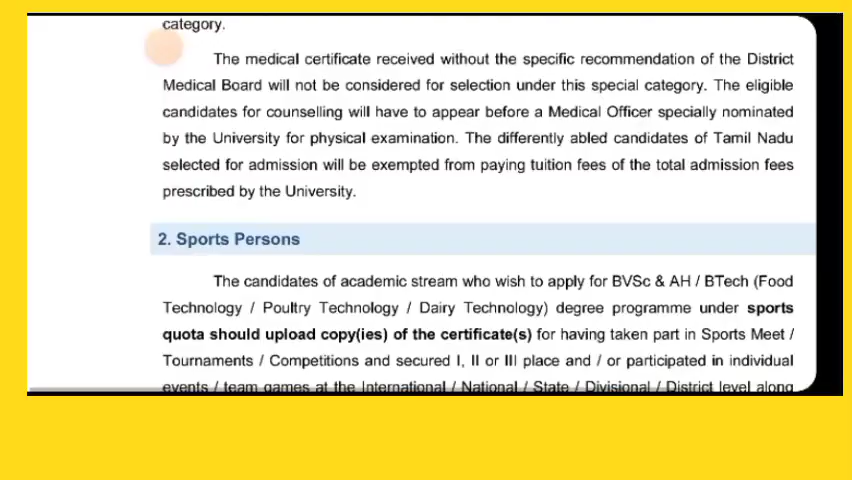 category.
The medical certificate received without the specific recommendation of the District
Medical Board will not be considered for selection under this special category. The eligible
candidates for counselling will have to appear before a Medical Officer specially nominated
by the University for physical examination. The differently abled candidates of Tamil Nadu
selected for admission will be exempted from paying tuition fees of the total admission fees
prescribed by the University.
2. Sports Persons
The candidates of academic stream who wish to apply for BVSc & AH / BTech (Food
Technology / Poultry Technology / Dairy Technology) degree programme under sports
quota should upload copy(ies) of the certificate(s) for having taken part in Sports Meet /
Tournaments / Competitions and secured I, II or III place and / or participated in individual
events / team games at the International / National / State / Divisional / District level along